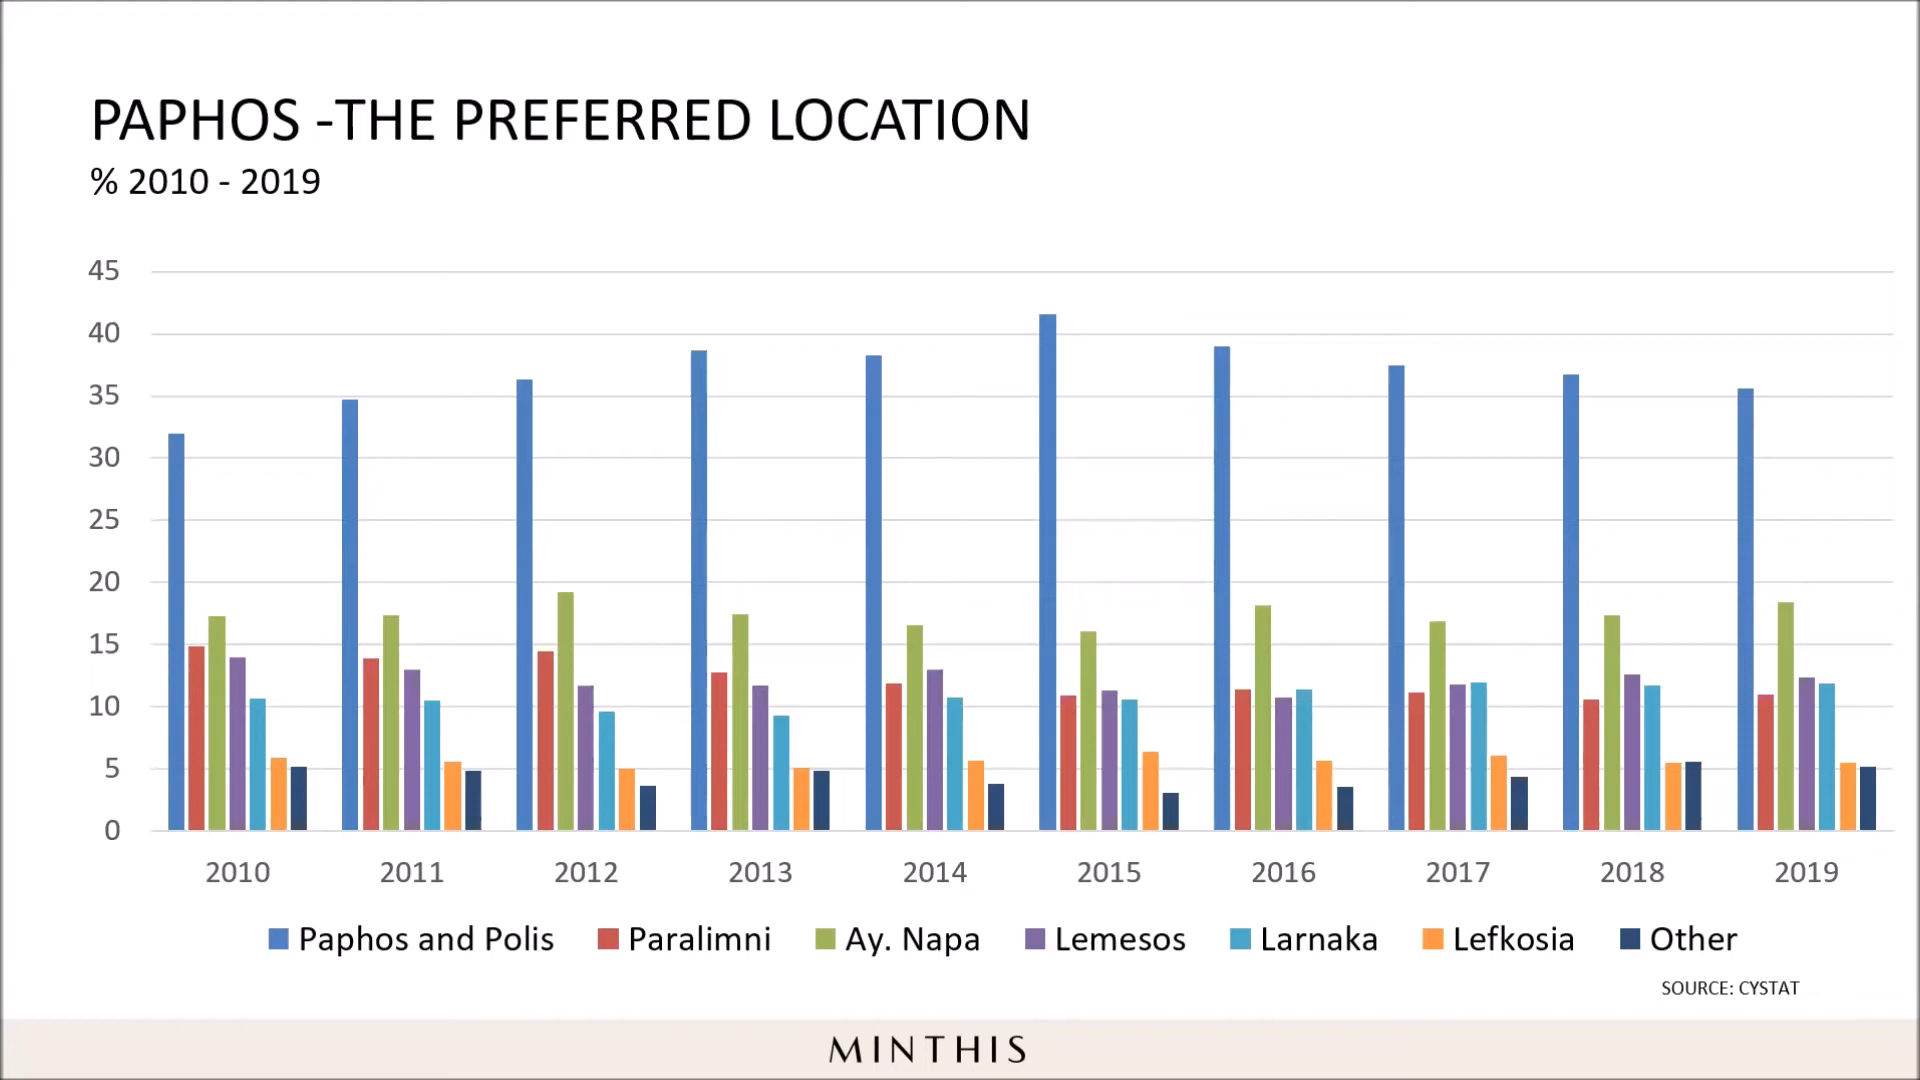 PAPHOS -THE PREFERRED LOCATION
% 2010 - 2019
45
40
35
30
25
20
15
10
5
0
2010 2011 2012 2013 2014 2015 2016 2017 2018 2019
Paphos and Polis Paralimni Ay. Napa Lemesos Larnaka Lefkosia Other
SOURCE: CYSTAT
MINTHIS